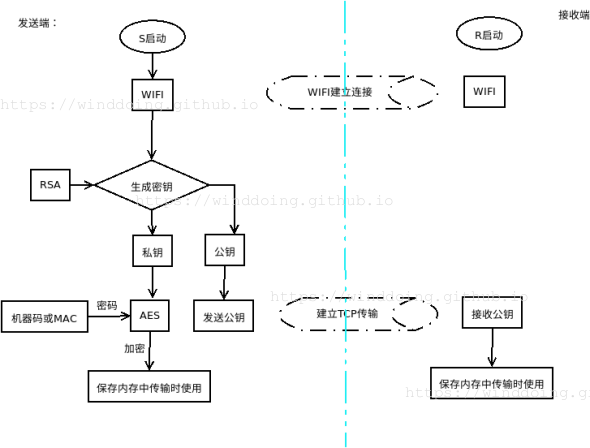 发送端：
接收端
S启动
R启动
WIFI
WIFI建立连接
WIFI
https://winddoing.github.io
RSA
生成密钥
https://winddoing.github.io
私钥
公钥
https://winddoing.github.io
密码
机器码或MAC
AES
发送公钥
建立TCP传输
接收公钥
加密
保存内存中传输时使用
保存内存中传输时使用
https://winddoing.g